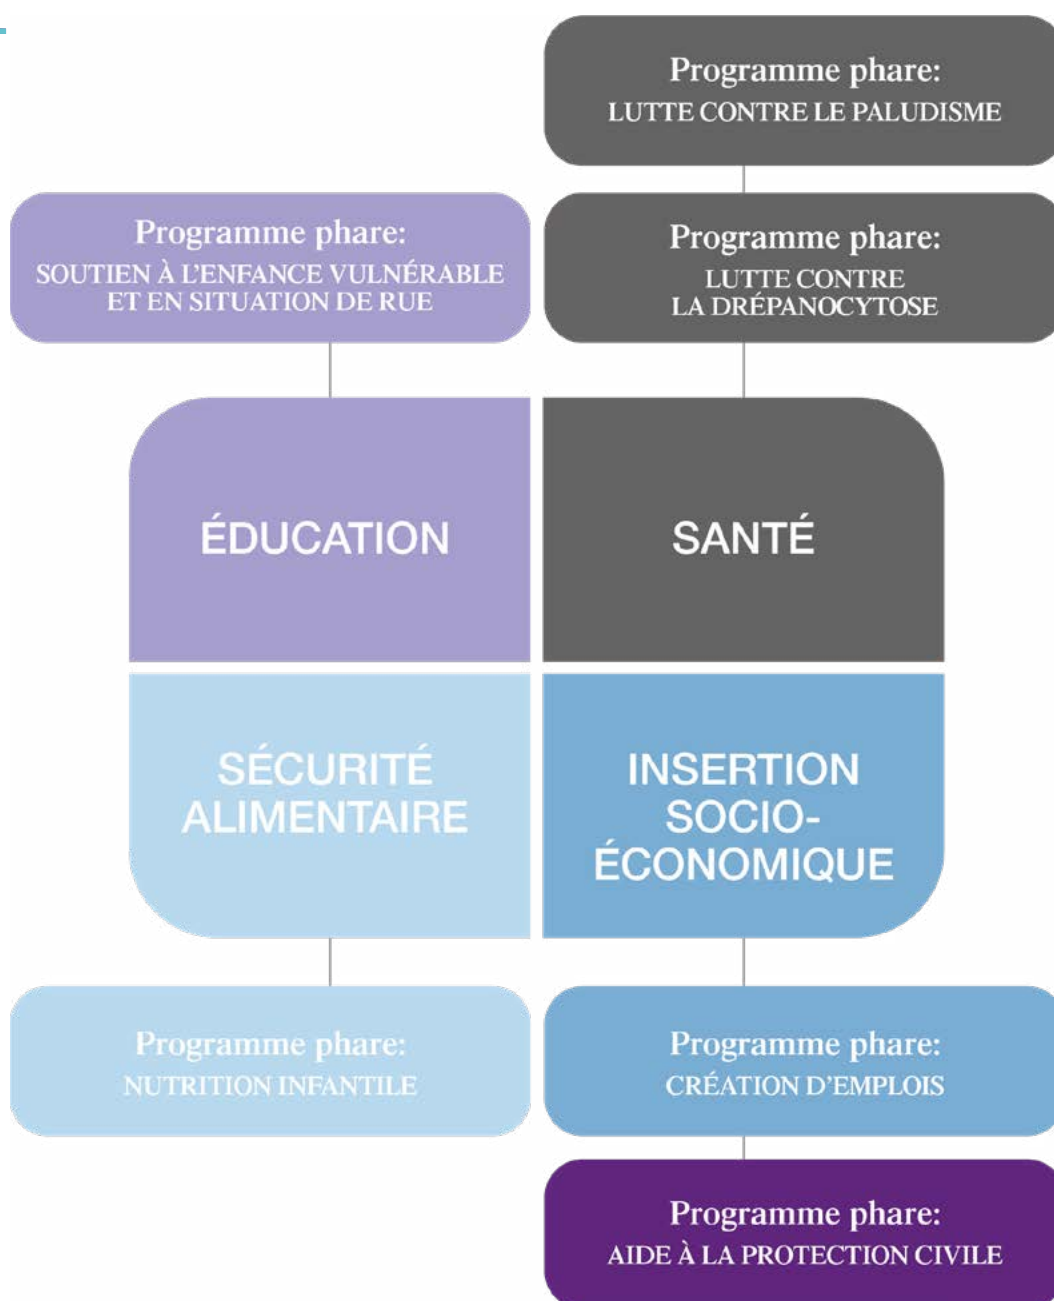 Programme phare:
LUTTE CONTRE LE PALUDISME
Programme phare:
SOUTIEN À L'ENFANCE VULNÉRABLE
ET EN SITUATION DE RUE
Programme phare:
LUTTE CONTRE
LA DRÉPANOCYTOSE
ÉDUCATION
SANTÉ
SÉCURITÉ
ALIMENTAIRE
INSERTION
SOCIO-
ÉCONOMIQUE
Programme phare:
NUTRITION INFANTILE
Programme phare:
CRÉATION D'EMPLOIS
Programme phare:
AIDE À LA PROTECTION CIVILE